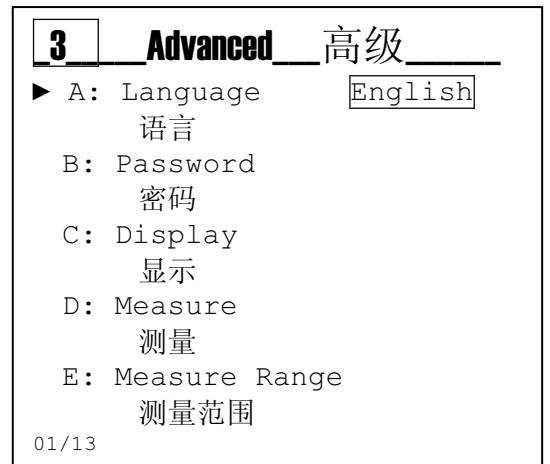 3 Advanced 高级
► A: Language English
语言
B: Password
密码
C: Display
显示
D: Measure
测量
E: Measure Range
测量范围
01/13